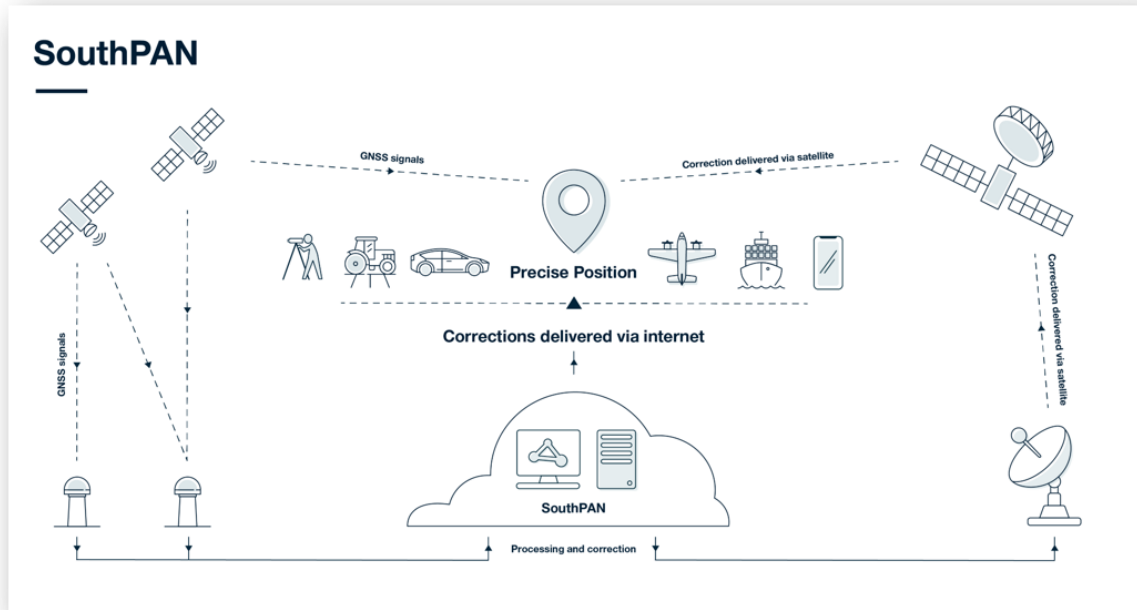 SouthPAN
GNSS signals
Correction delivered via satellite
Precise Position
Corrections delivered via internet
GNSS signals
Correction delivered via satellite
SouthPAN
Processing and correction